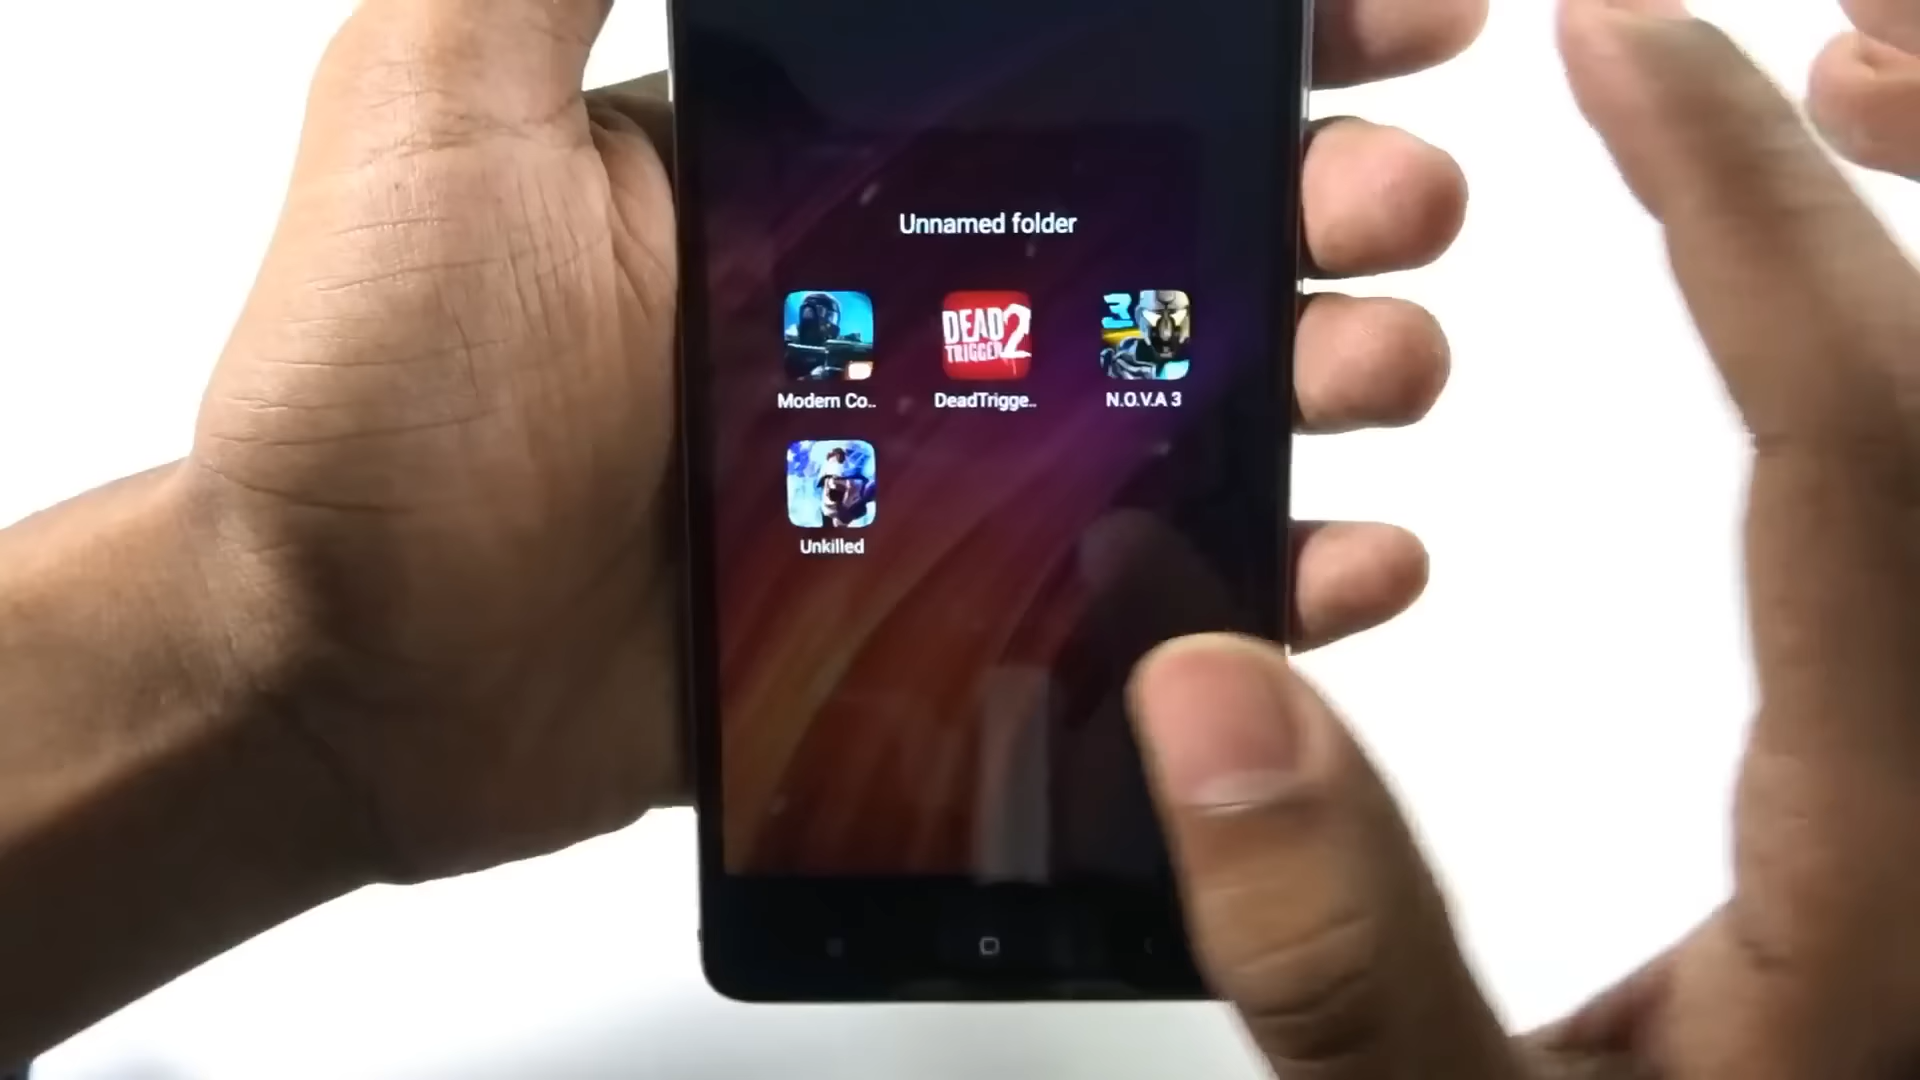 Unnamed folder
DEAD
TRIGGER 2
3
Modern Co..
DeadTrigge..
N.O.V.A 3
Unkilled